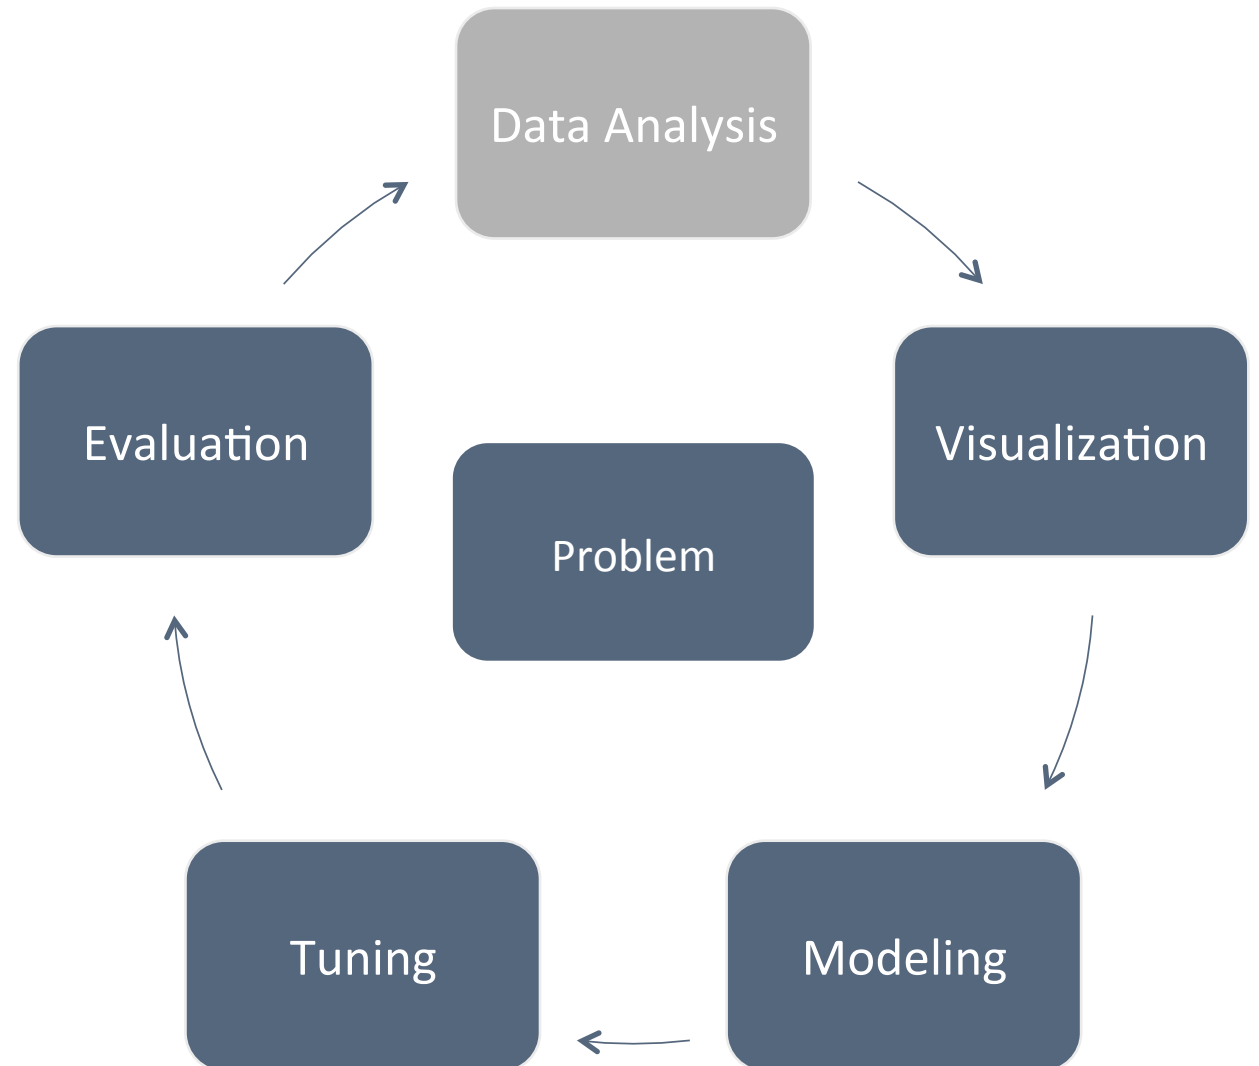 Data Analysis
Evaluation
Visualization
Problem
Tuning
Modeling